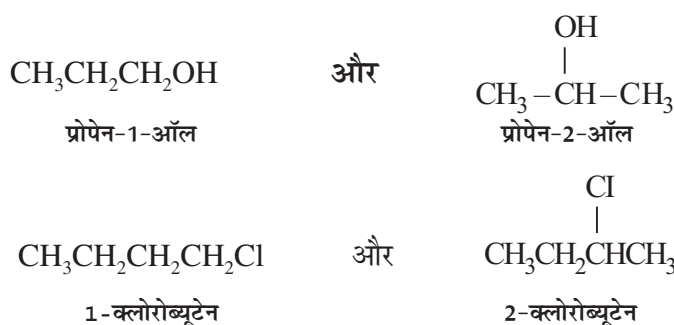 OH
|
CH₃CH₂CH₂OH और CH₃–CH–CH₃
प्रोपेन-1-ऑल प्रोपेन-2-ऑल
Cl
|
CH₃CH₂CH₂CH₂Cl और CH₃CH₂CHCH₃
1-क्लोरोब्यूटेन 2-क्लोरोब्यूटेन